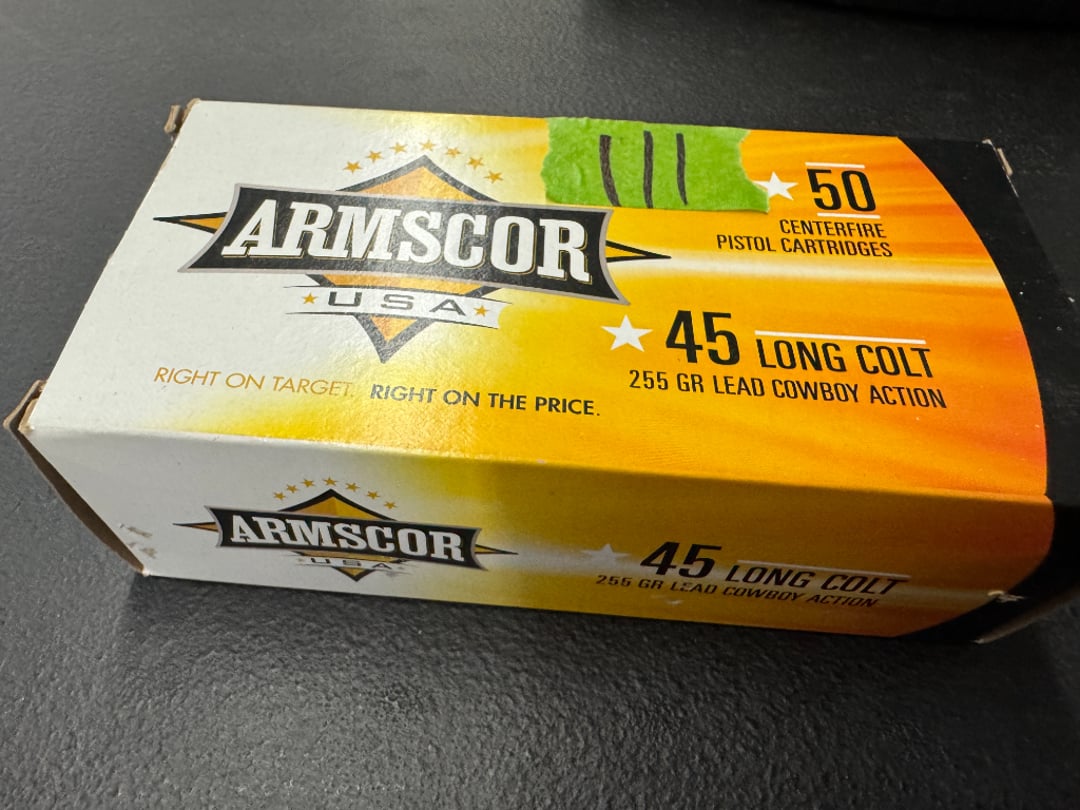 III
ARMSCOR
USA
50
CENTERFIRE
PISTOL CARTRIDGES
45 LONG COLT
255 GR LEAD COWBOY ACTION
RIGHT ON TARGET. RIGHT ON THE PRICE.
ARMSCOR
USA
45 LONG COLT
255 GR LEAD COWBOY ACTION